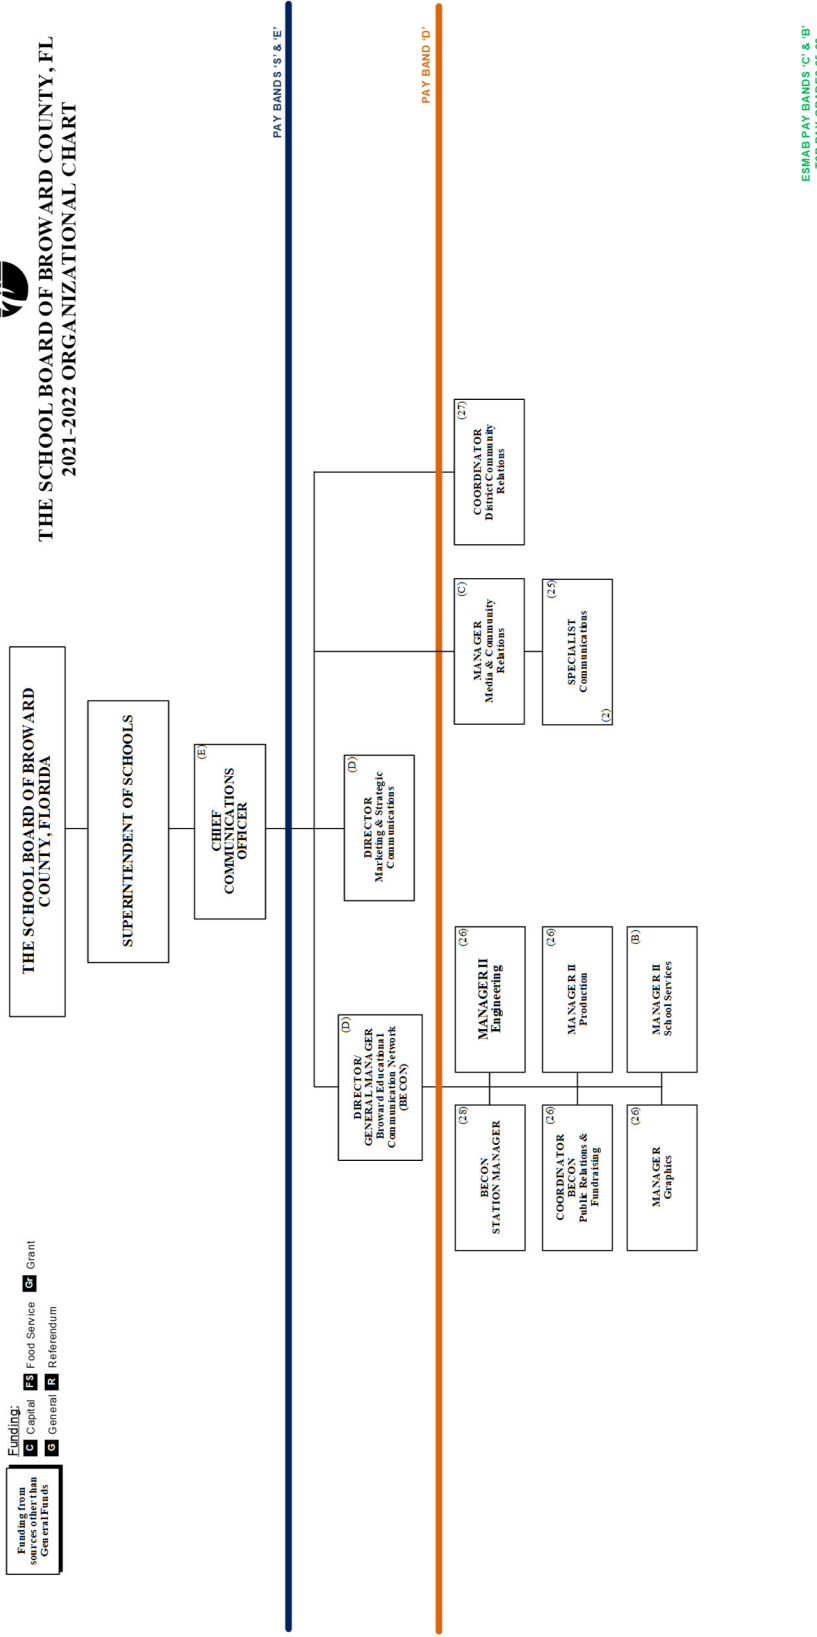 THE SCHOOL BOARD OF BROWARD COUNTY, FL
2021-2022 ORGANIZATIONAL CHART
Funding from
sources other than
General Funds
Funding:
C Capital FS Food Service Gr Grant
G General R Referendum
THE SCHOOL BOARD OF BROWARD
COUNTY, FLORIDA
SUPERINTENDENT OF SCHOOLS
(E)
CHIEF
COMMUNICATIONS
OFFICER
PAY BANDS 'S' & 'E'
(D)
DIRECTOR/
GENERAL MANAGER
Broward Educational
Communication Network
(BECON)
(D)
DIRECTOR
Marketing & Strategic
Communications
PAY BAND 'D'
(28)
BECON
STATION MANAGER
(26)
MANAGER II
Engineering
(C)
MANAGER
Media & Community
Relations
(27)
COORDINATOR
District Community
Relations
(26)
COORDINATOR
BECON
Public Relations &
Fundraising
(26)
MANAGER II
Production
(25)
SPECIALIST
Communications
(2)
(26)
MANAGER
Graphics
(B)
MANAGER II
School Services
ESMAB PAY BANDS 'C' & 'B'